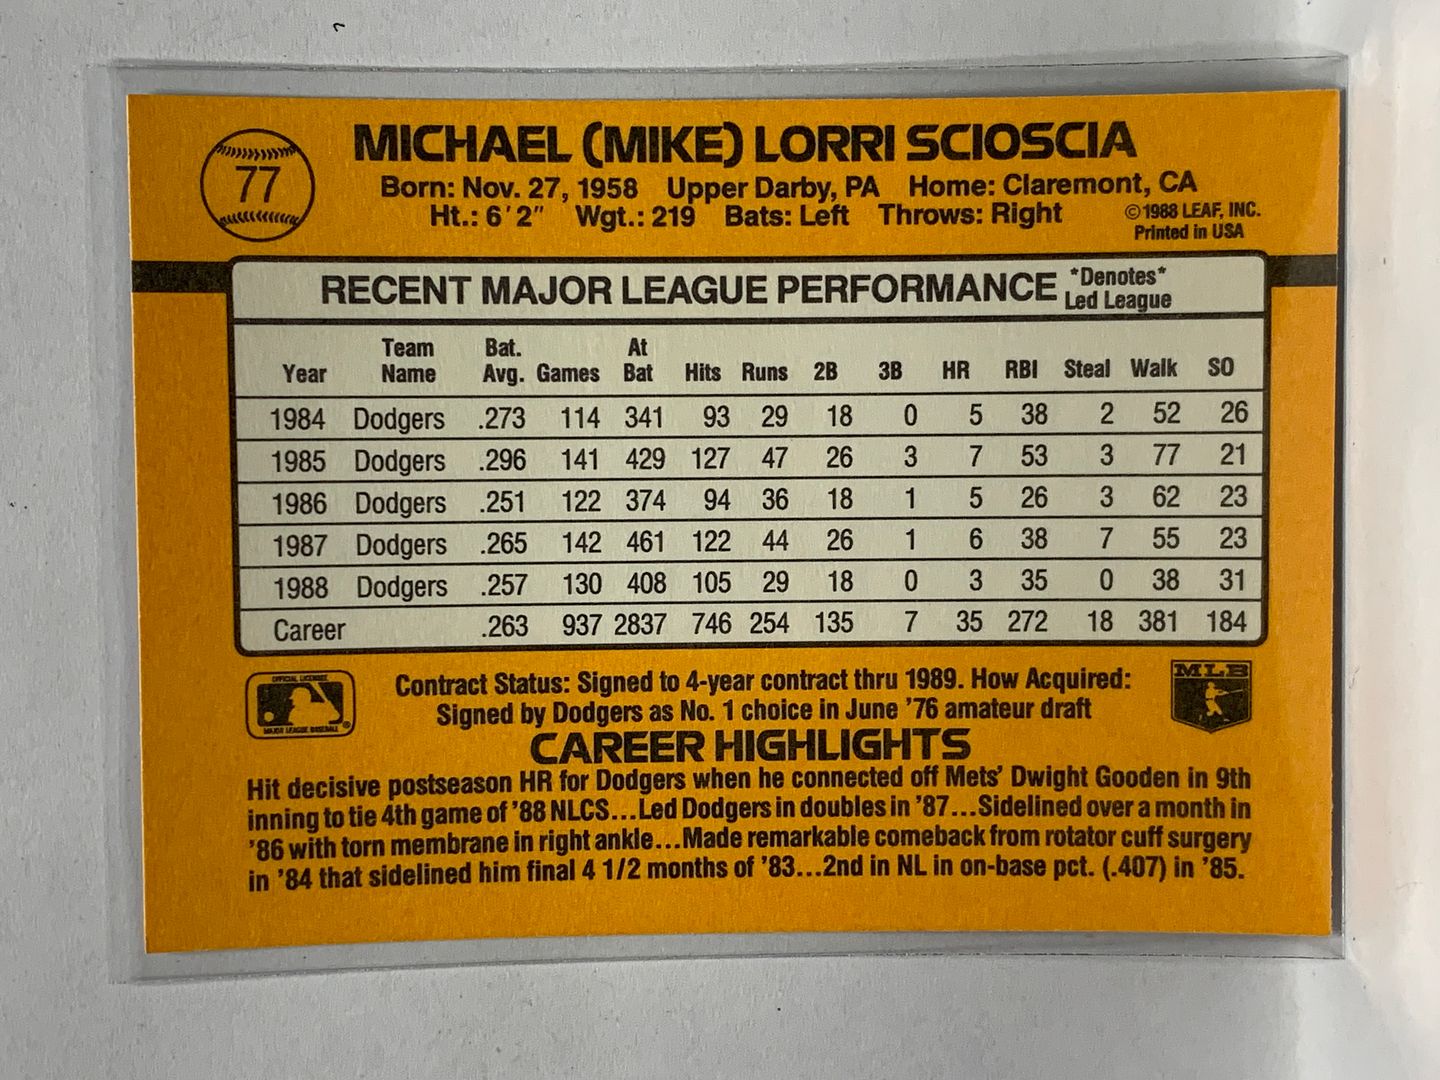 77
MICHAEL (MIKE) LORRI SCIOSCIA
Born: Nov. 27, 1958 Upper Darby, PA Home: Claremont, CA
Ht.: 6'2" Wgt.: 219 Bats: Left Throws: Right
©1988 LEAF, INC.
Printed in USA
RECENT MAJOR LEAGUE PERFORMANCE *Denotes*
Led League
Year Team Name Bat. Avg. Games At Bat Hits Runs 2B 3B HR RBI Steal Walk SO
1984 Dodgers .273 114 341 93 29 18 0 5 38 2 52 26
1985 Dodgers .296 141 429 127 47 26 3 7 53 3 77 21
1986 Dodgers .251 122 374 94 36 18 1 5 26 3 62 23
1987 Dodgers .265 142 461 122 44 26 1 6 38 7 55 23
1988 Dodgers .257 130 408 105 29 18 0 3 35 0 38 31
Career .263 937 2837 746 254 135 7 35 272 18 381 184
OFFICIAL LICENSEE
MAJOR LEAGUE BASEBALL
®
Contract Status: Signed to 4-year contract thru 1989. How Acquired:
Signed by Dodgers as No. 1 choice in June '76 amateur draft
MLB
CAREER HIGHLIGHTS
Hit decisive postseason HR for Dodgers when he connected off Mets' Dwight Gooden in 9th
inning to tie 4th game of '88 NLCS...Led Dodgers in doubles in '87...Sidelined over a month in
'86 with torn membrane in right ankle...Made remarkable comeback from rotator cuff surgery
in '84 that sidelined him final 4 1/2 months of '83...2nd in NL in on-base pct. (.407) in '85.